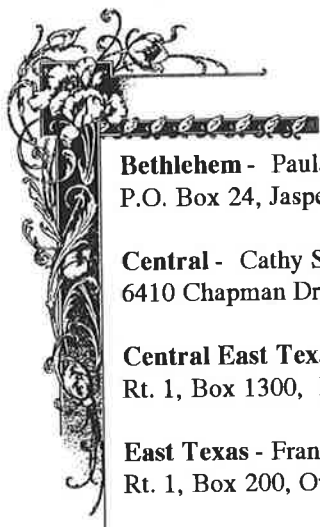 Bethlehem - Paul
P.O. Box 24, Jaspe
Central - Cathy S
6410 Chapman Dr
Central East Tex
Rt. 1, Box 1300,
East Texas - Fran
Rt. 1, Box 200, O